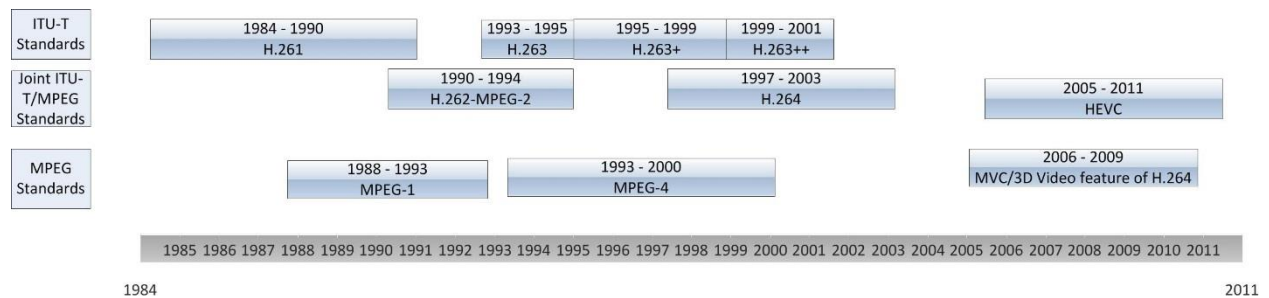 ITU-T
Standards
1984 - 1990
H.261
1993 - 1995
H.263
1995 - 1999
H.263+
1999 - 2001
H.263++
Joint ITU-
T/MPEG
Standards
1990 - 1994
H.262-MPEG-2
1997 - 2003
H.264
2005 - 2011
HEVC
MPEG
Standards
1988 - 1993
MPEG-1
1993 - 2000
MPEG-4
2006 - 2009
MVC/3D Video feature of H.264
1985 1986 1987 1988 1989 1990 1991 1992 1993 1994 1995 1996 1997 1998 1999 2000 2001 2002 2003 2004 2005 2006 2007 2008 2009 2010 2011
1984
2011